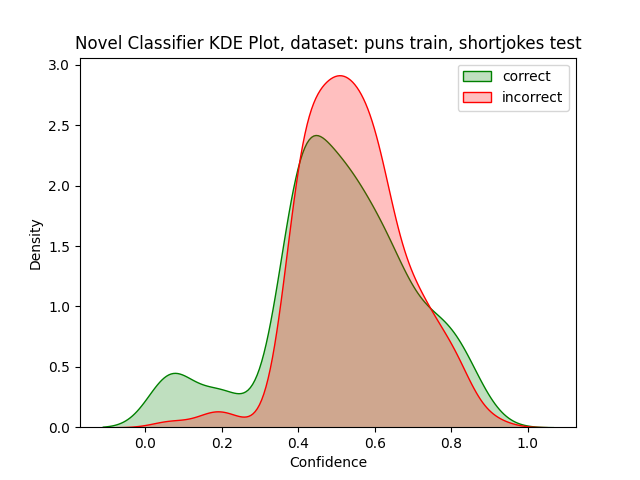 Novel Classifier KDE Plot, dataset: puns train, shortjokes test
3.0
2.5
2.0
1.5
1.0
0.5
0.0
Density
correct
incorrect
0.0 0.2 0.4 0.6 0.8 1.0
Confidence